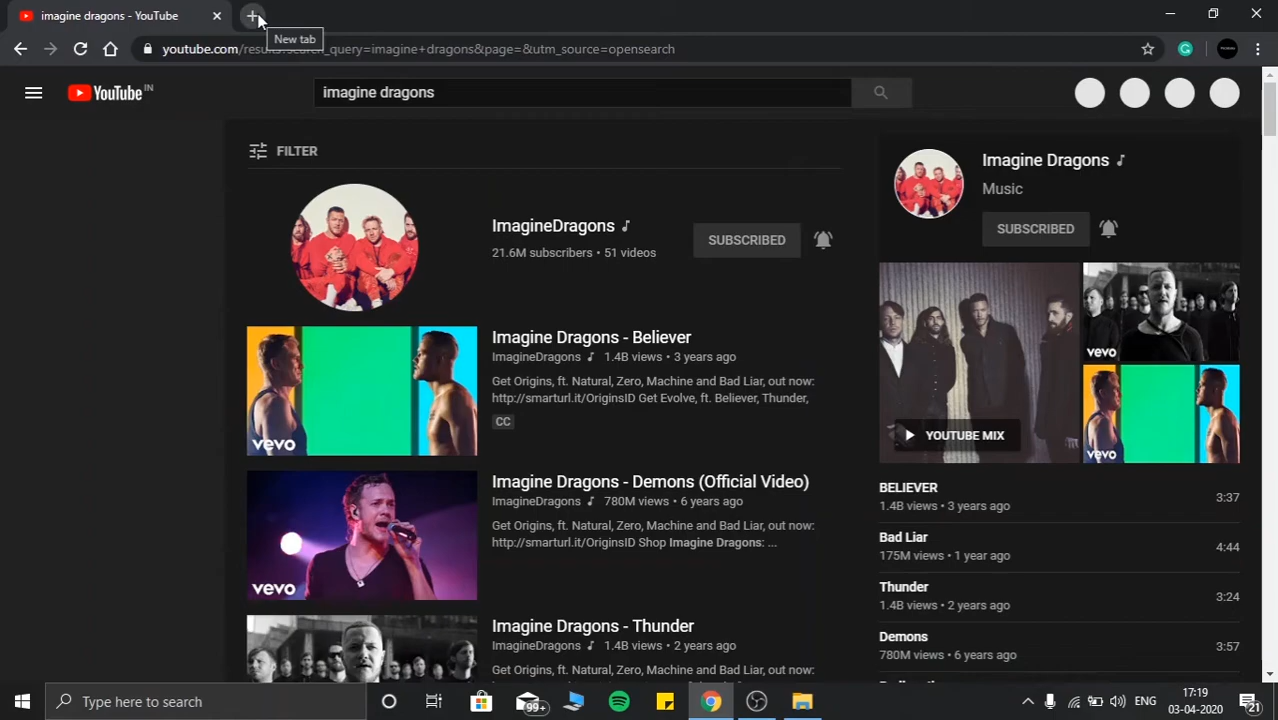 imagine dragons - YouTube
New tab
youtube.com/results?search_query=imagine+dragons&page=&utm_source=opensearch
YouTube IN
imagine dragons
FILTER
ImagineDragons
21.6M subscribers • 51 videos
SUBSCRIBED
Imagine Dragons - Believer
ImagineDragons 1.4B views • 3 years ago
Get Origins, ft. Natural, Zero, Machine and Bad Liar, out now:
http://smarturl.it/OriginsID Get Evolve, ft. Believer, Thunder,
CC
vevo
Imagine Dragons - Demons (Official Video)
ImagineDragons 780M views • 6 years ago
Get Origins, ft. Natural, Zero, Machine and Bad Liar, out now:
http://smarturl.it/OriginsID Shop Imagine Dragons: ...
vevo
Imagine Dragons - Thunder
ImagineDragons 1.4B views • 2 years ago
Get Origins, ft. Natural, Zero, Machine and Bad Liar, out now:
Imagine Dragons
Music
SUBSCRIBED
vevo
vevo
YOUTUBE MIX
BELIEVER
1.4B views • 3 years ago
3:37
Bad Liar
175M views • 1 year ago
4:44
Thunder
1.4B views • 2 years ago
3:24
Demons
780M views • 6 years ago
3:57
Type here to search
99+
ENG
17:19
03-04-2020
21